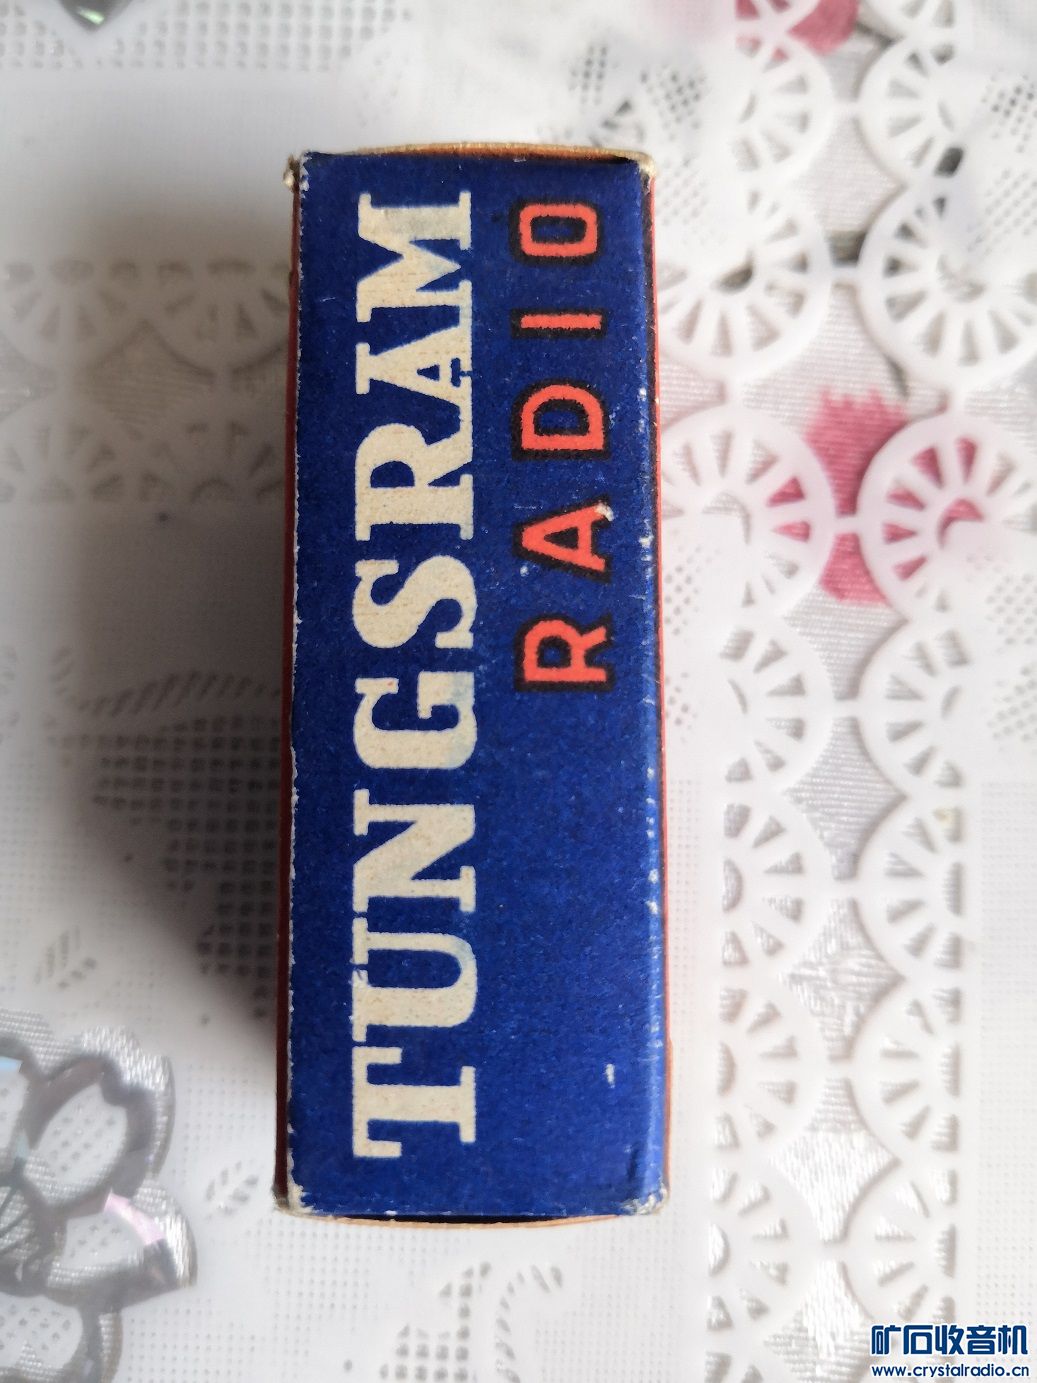 TUNGSRAM
RADIO
矿石收音机
www.crystalradio.cn